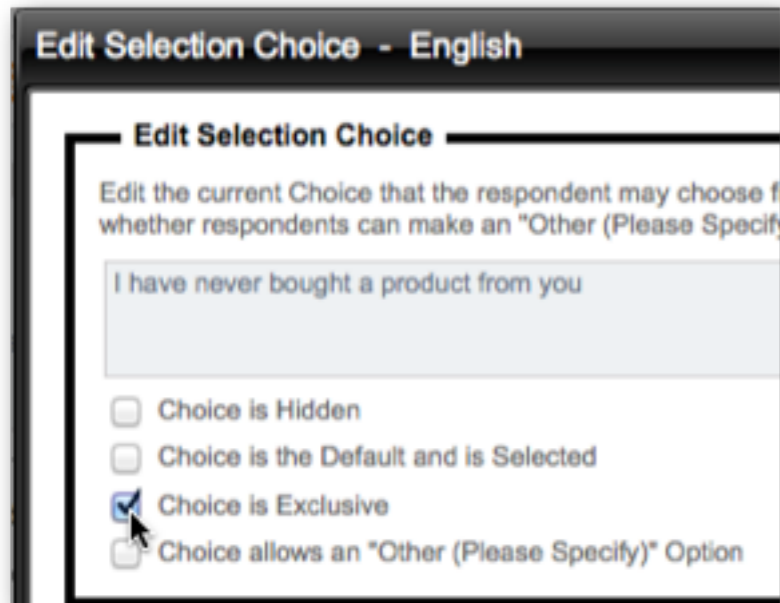 Edit Selection Choice - English
Edit Selection Choice
Edit the current Choice that the respondent may choose
whether respondents can make an "Other (Please Specify
I have never bought a product from you
Choice is Hidden
Choice is the Default and is Selected
Choice is Exclusive
Choice allows an "Other (Please Specify)" Option